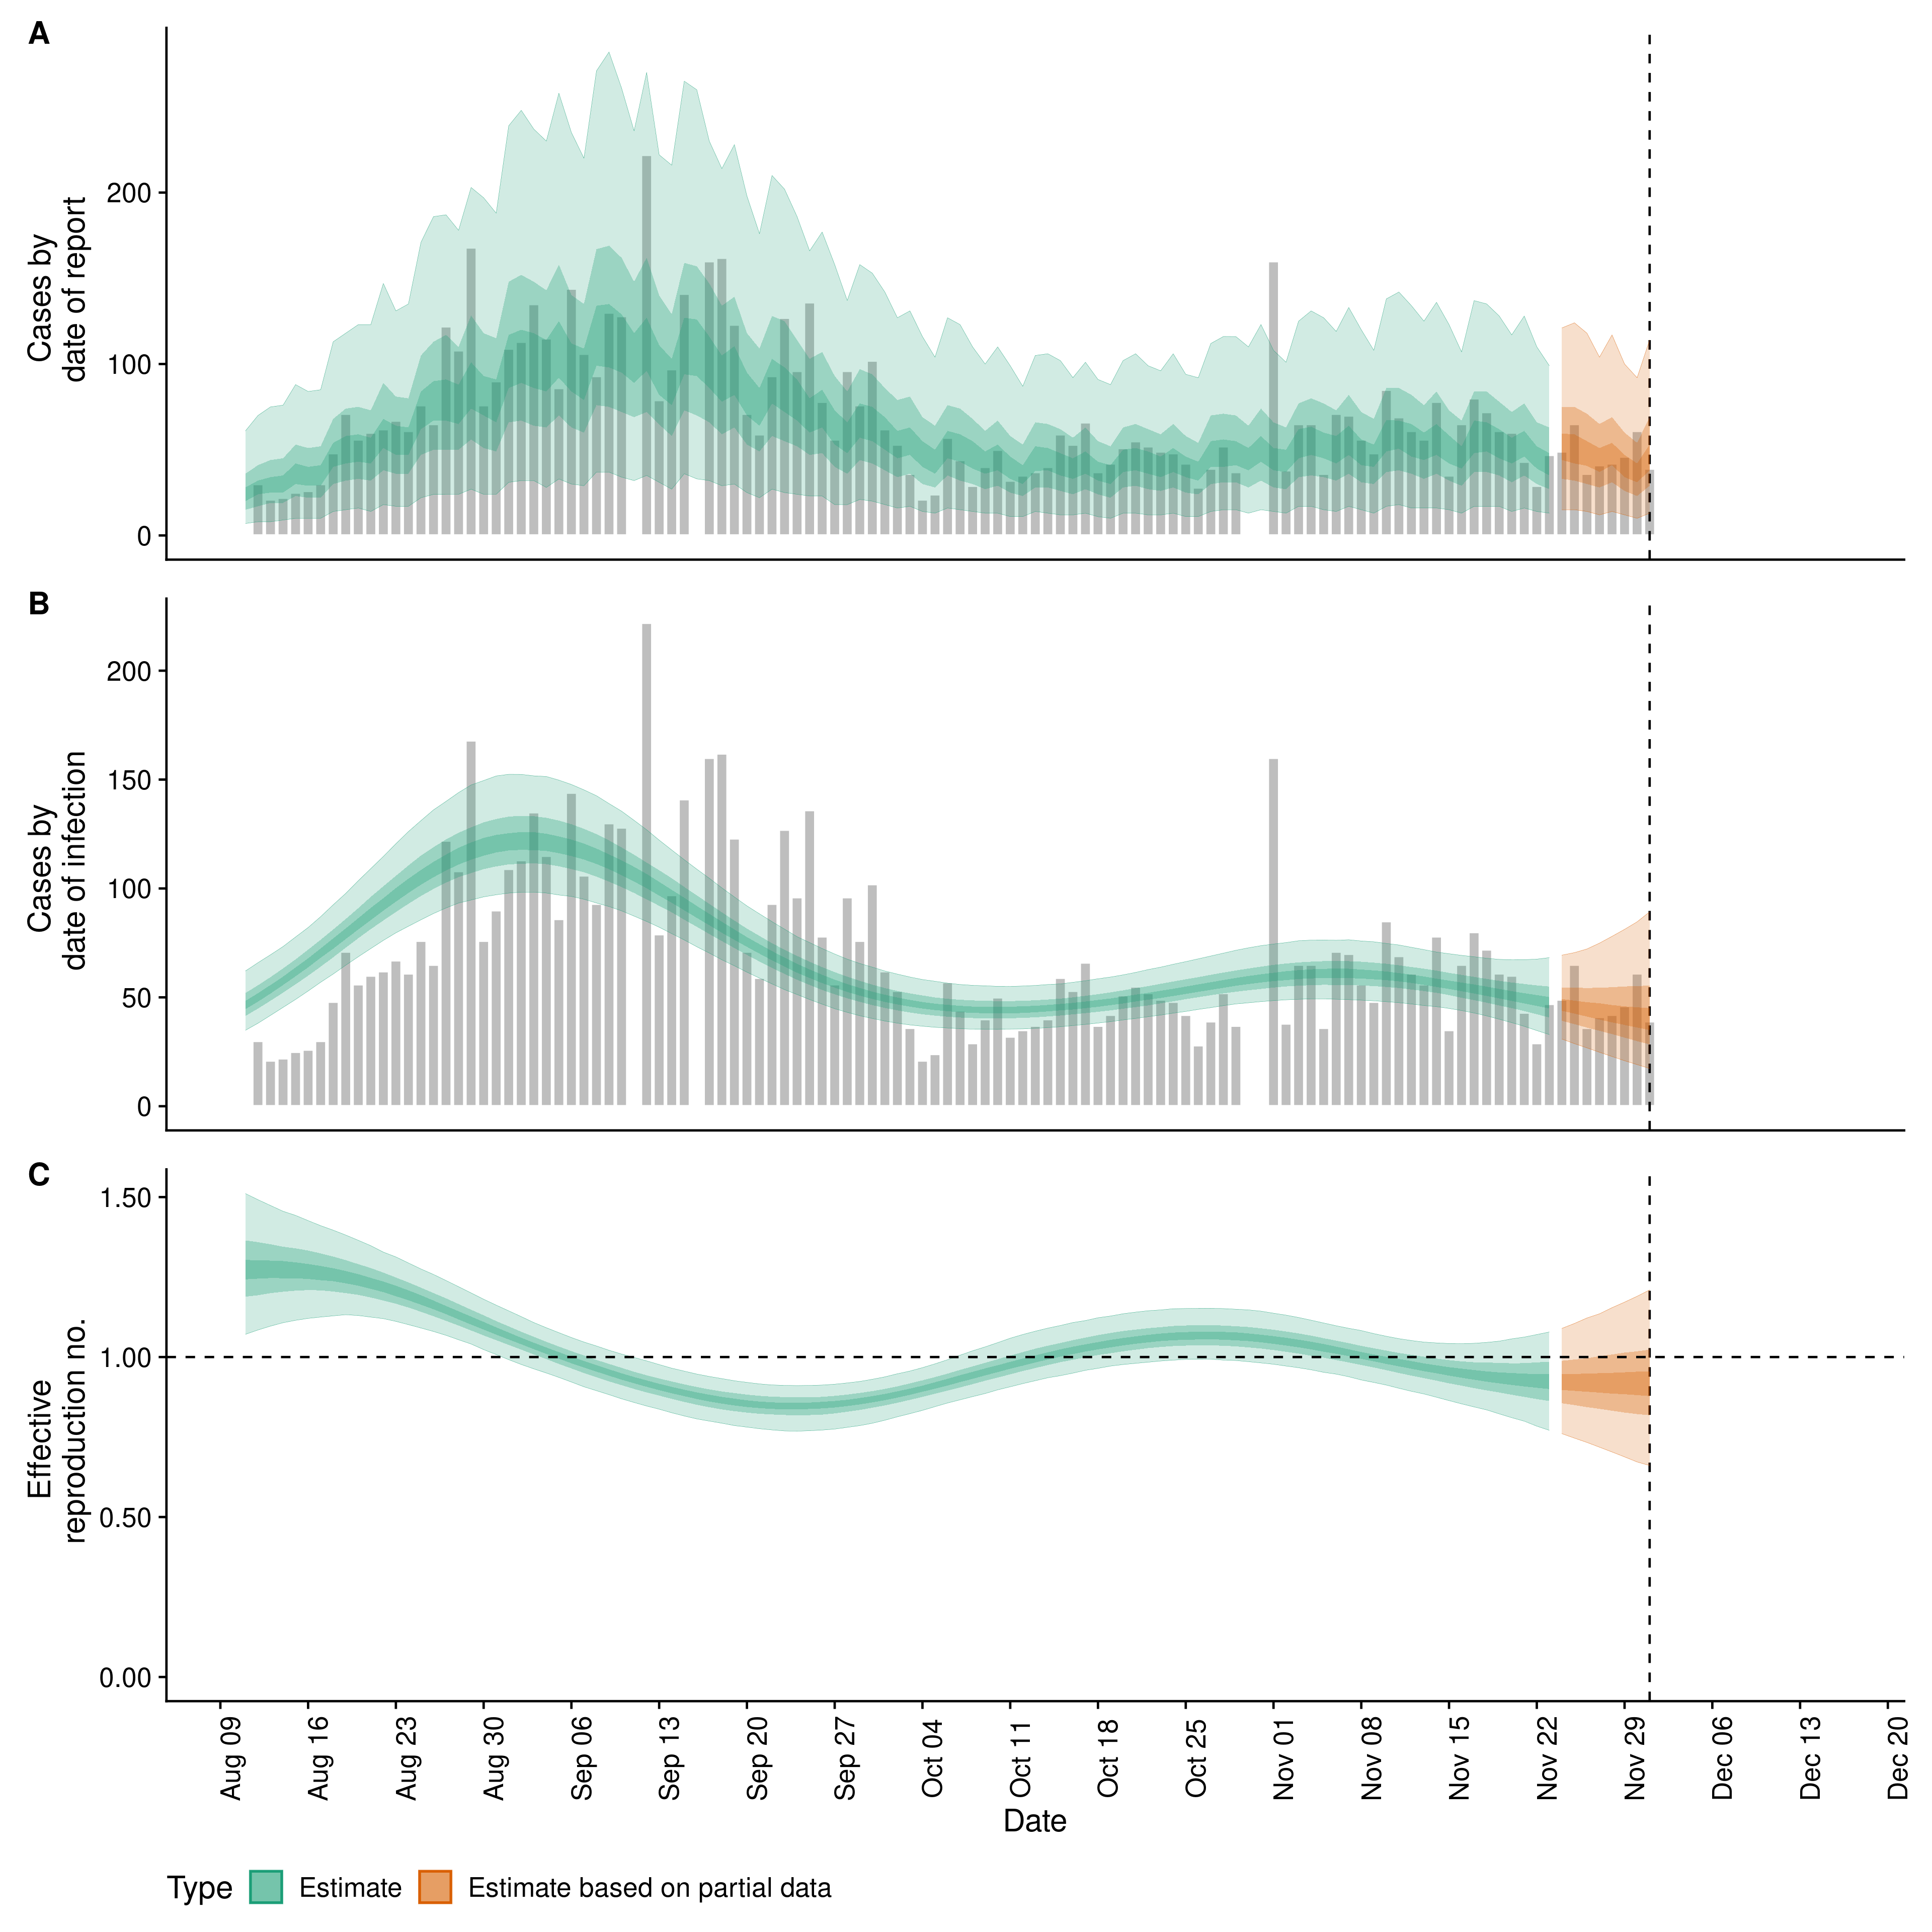 A
Cases by
date of report
200
100
0
B
Cases by
date of infection
200
150
100
50
0
C
Effective
reproduction no.
1.50
1.00
0.50
0.00
Aug 09
Aug 16
Aug 23
Aug 30
Sep 06
Sep 13
Sep 20
Sep 27
Oct 04
Oct 11
Oct 18
Oct 25
Nov 01
Nov 08
Nov 15
Nov 22
Nov 29
Dec 06
Dec 13
Dec 20
Date
Type Estimate Estimate based on partial data